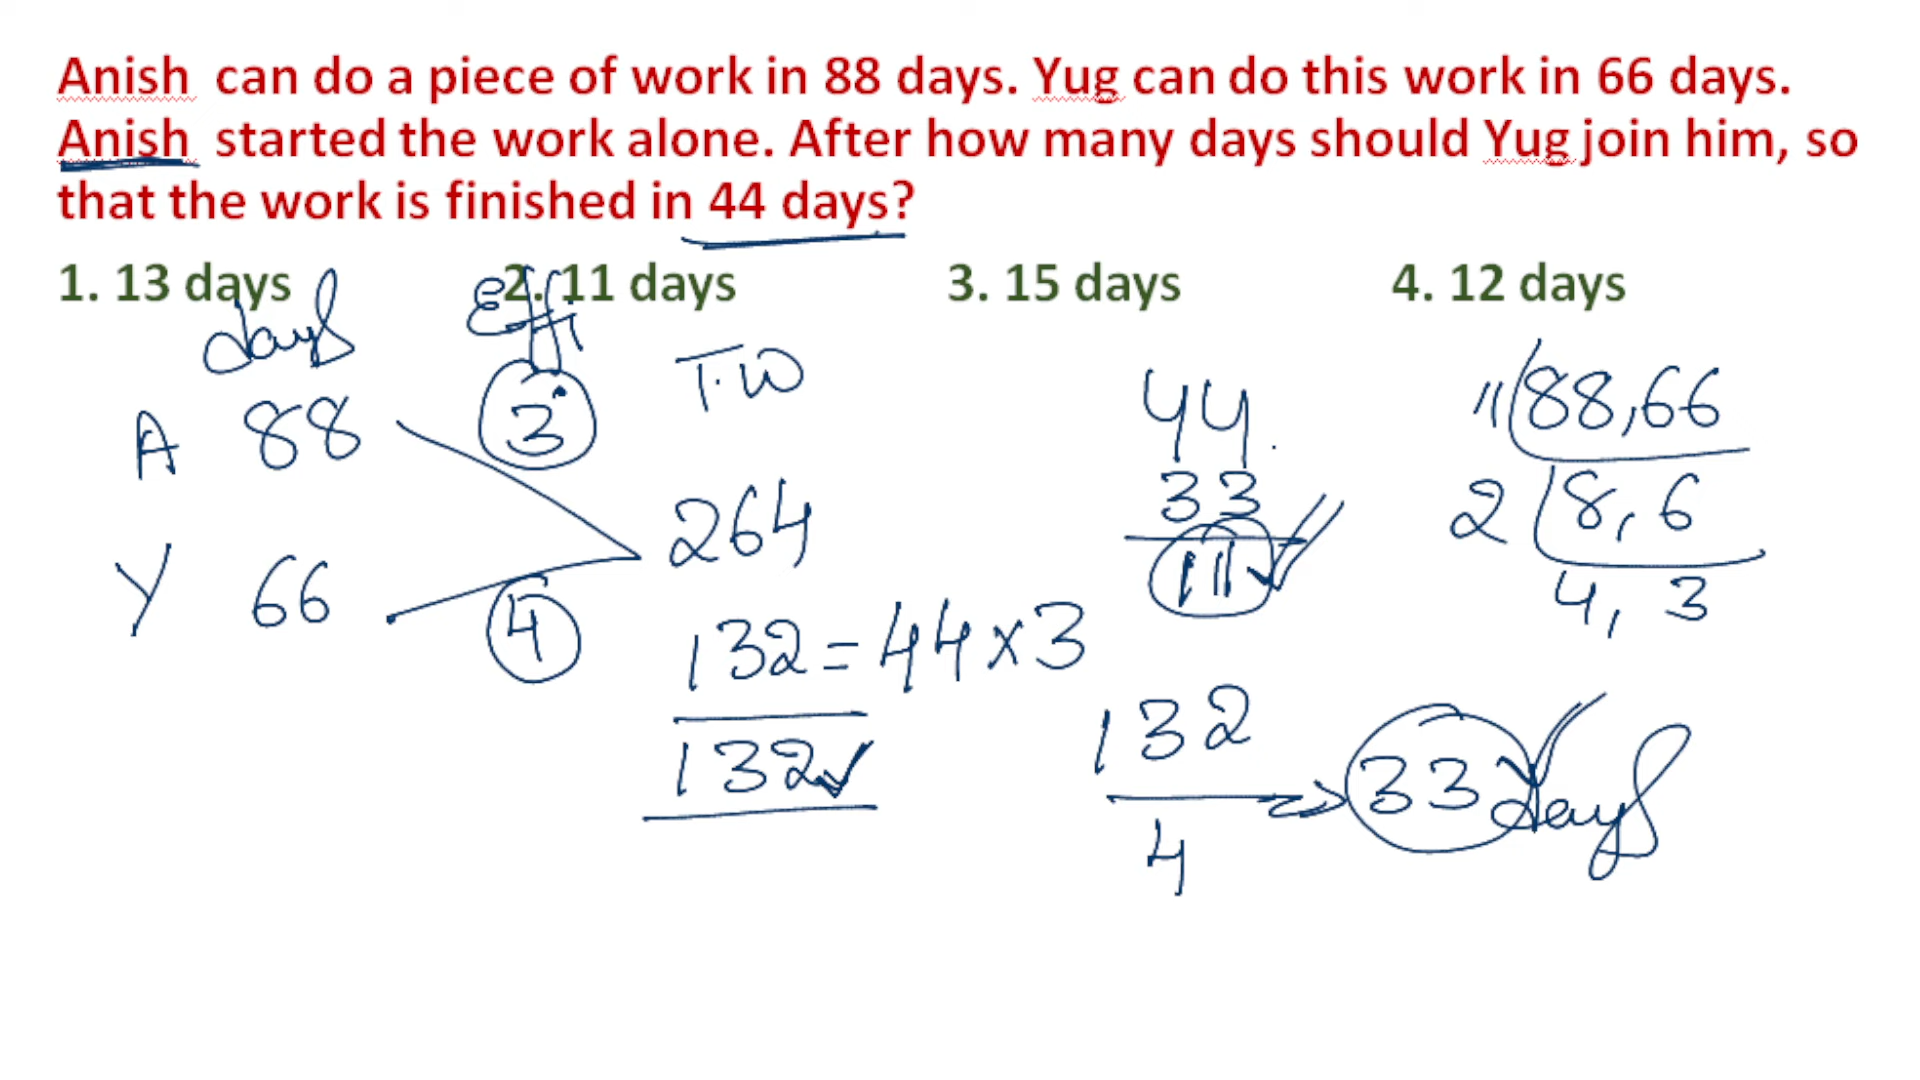 Anish can do a piece of work in 88 days. Yug can do this work in 66 days.
Anish started the work alone. After how many days should Yug join him, so
that the work is finished in 44 days?
1. 13 days 2. 11 days 3. 15 days 4. 12 days
days Effi T.W
A 88 3
Y 66 4
264
132 = 44 x 3
132
44
33
11
11 88, 66
2 8, 6
4, 3
132
4
33 days